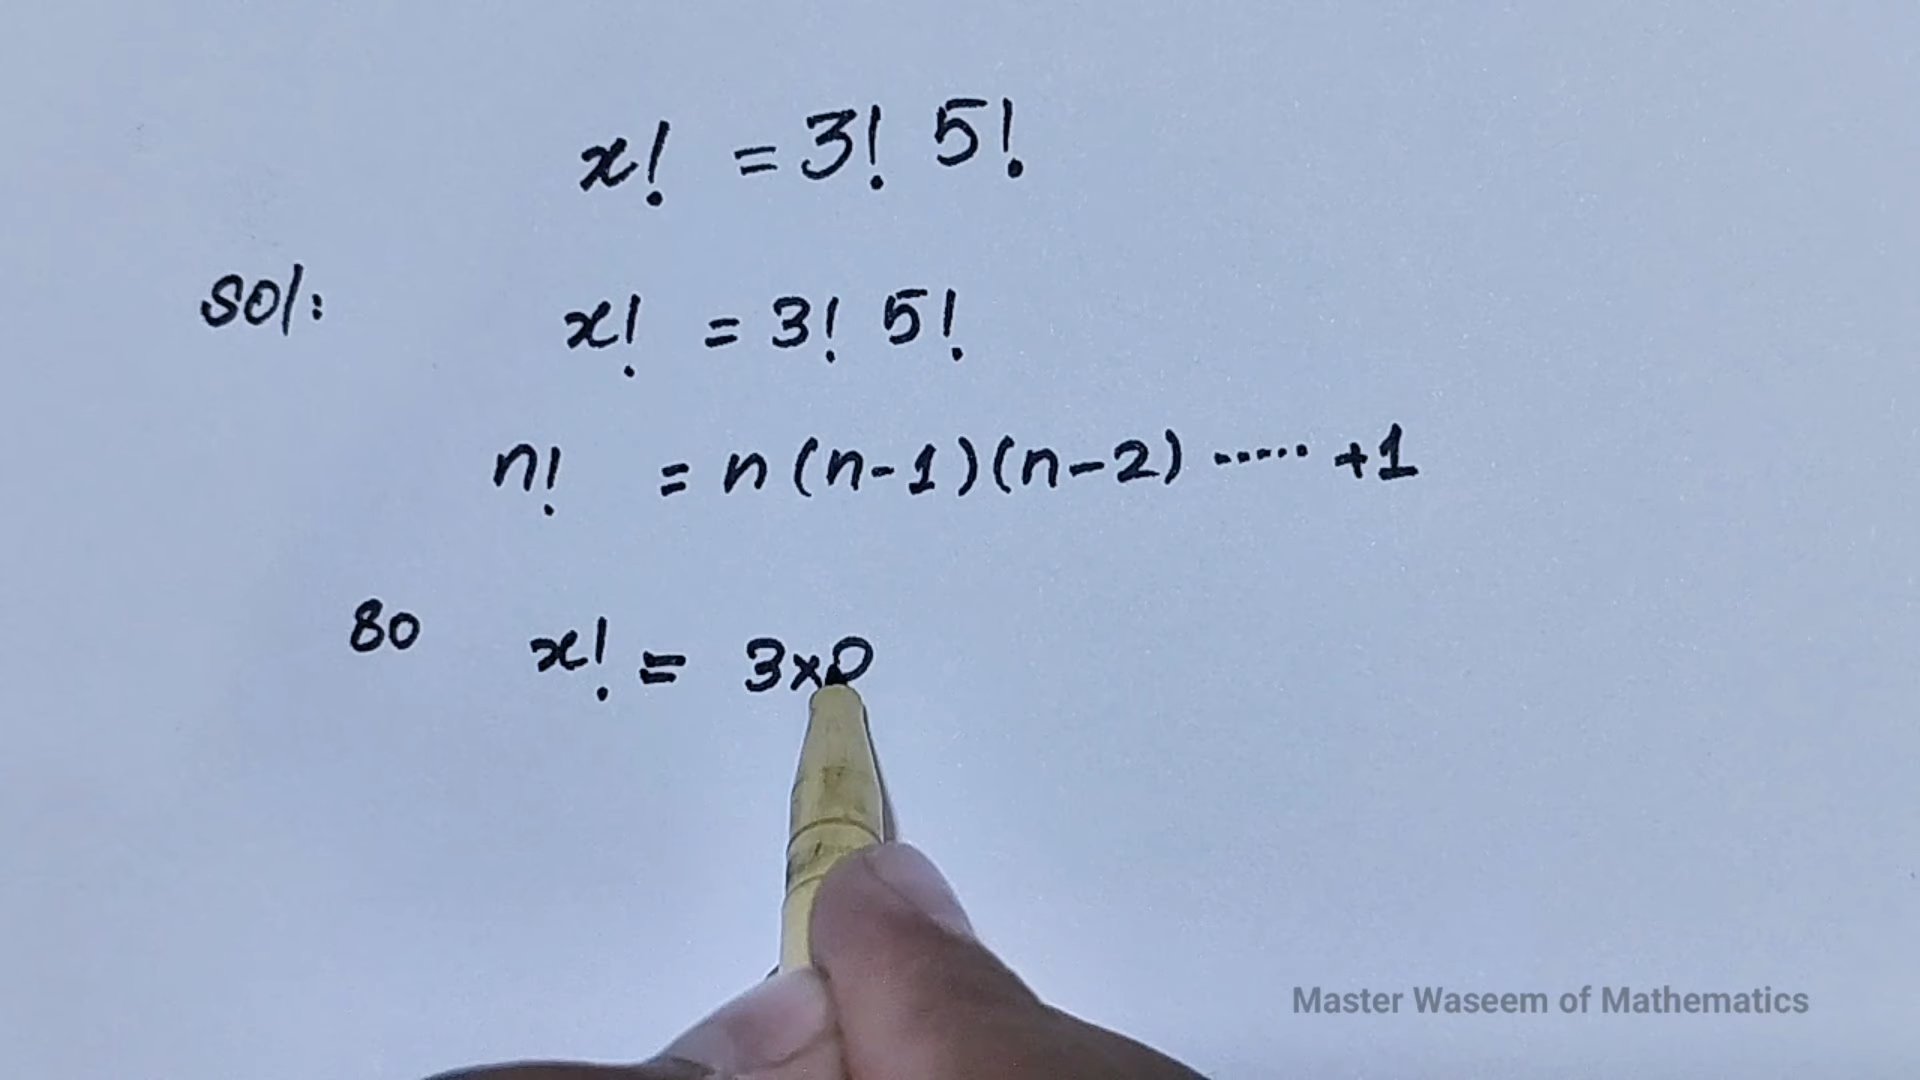 x! = 3! 5!
Sol: x! = 3! 5!
n! = n(n-1)(n-2) ..... +1
So x! = 3×
Master Waseem of Mathematics